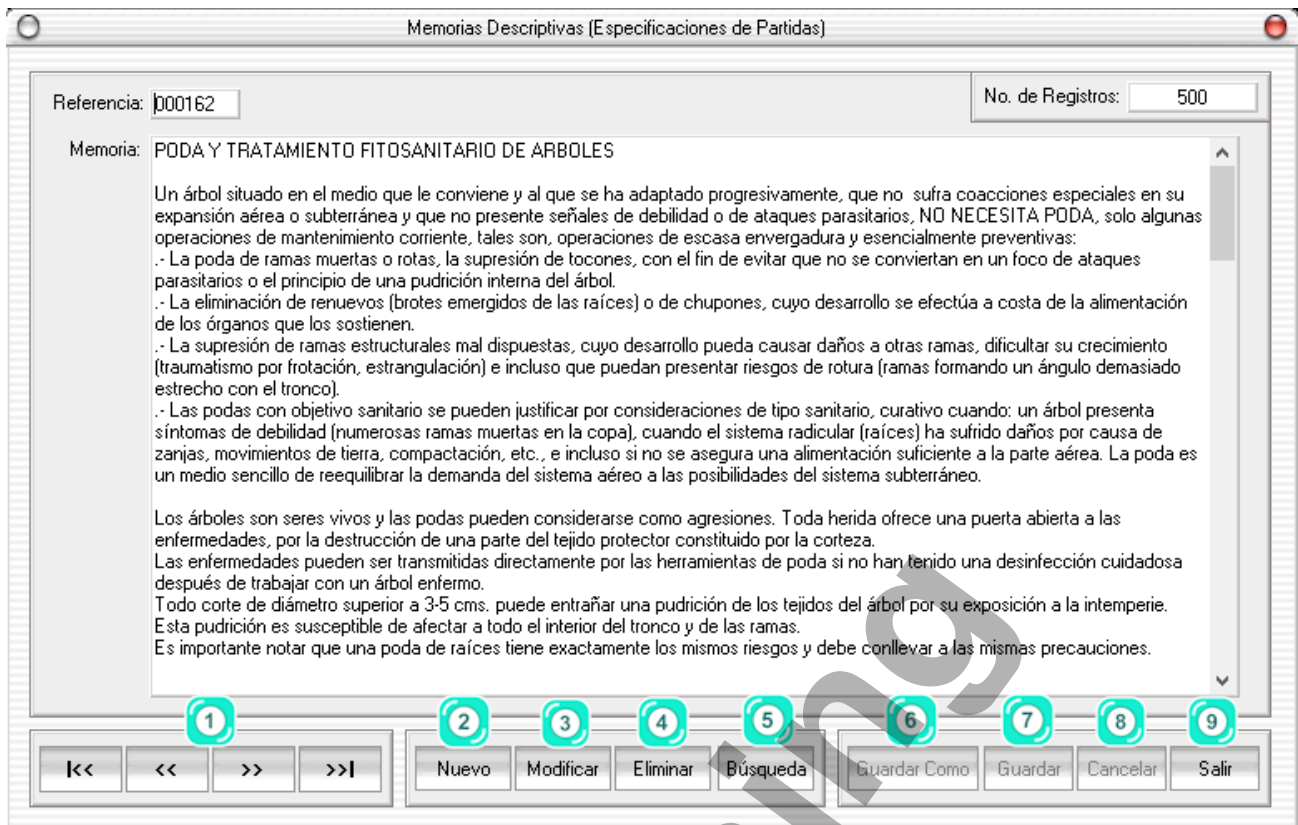 Memorias Descriptivas (Especificaciones de Partidas)
Referencia: 000162
No. de Registros: 500
Memoria: PODA Y TRATAMIENTO FITOSANITARIO DE ARBOLES
Un árbol situado en el medio que le conviene y al que se ha adaptado progresivamente, que no sufra coacciones especiales en su
expansión aérea o subterránea y que no presente señales de debilidad o de ataques parasitarios, NO NECESITA PODA, solo algunas
operaciones de mantenimiento corriente, tales son, operaciones de escasa envergadura y esencialmente preventivas:
.- La poda de ramas muertas o rotas, la supresión de tocones, con el fin de evitar que no se conviertan en un foco de ataques
parasitarios o el principio de una pudrición interna del árbol.
.- La eliminación de renuevos (brotes emergidos de las raíces) o de chupones, cuyo desarrollo se efectúa a costa de la alimentación
de los órganos que los sostienen.
.- La supresión de ramas estructurales mal dispuestas, cuyo desarrollo pueda causar daños a otras ramas, dificultar su crecimiento
(traumatismo por frotación, estrangulación) e incluso que puedan presentar riesgos de rotura (ramas formando un ángulo demasiado
estrecho con el tronco).
.- Las podas con objetivo sanitario se pueden justificar por consideraciones de tipo sanitario, curativo cuando: un árbol presenta
síntomas de debilidad (numerosas ramas muertas en la copa), cuando el sistema radicular (raíces) ha sufrido daños por causa de
zanjas, movimientos de tierra, compactación, etc., e incluso si no se asegura una alimentación suficiente a la parte aérea. La poda es
un medio sencillo de reequilibrar la demanda del sistema aéreo a las posibilidades del sistema subterráneo.
Los árboles son seres vivos y las podas pueden considerarse como agresiones. Toda herida ofrece una puerta abierta a las
enfermedades, por la destrucción de una parte del tejido protector constituido por la corteza.
Las enfermedades pueden ser transmitidas directamente por las herramientas de poda si no han tenido una desinfección cuidadosa
después de trabajar con un árbol enfermo.
Todo corte de diámetro superior a 3-5 cms. puede entrañar una pudrición de los tejidos del árbol por su exposición a la intemperie.
Esta pudrición es susceptible de afectar a todo el interior del tronco y de las ramas.
Es importante notar que una poda de raíces tiene exactamente los mismos riesgos y debe conllevar a las mismas precauciones.
1 2 3 4 5 6 7 8 9
|<< << >> >>| Nuevo Modificar Eliminar Búsqueda Guardar Como Guardar Cancelar Salir
ing